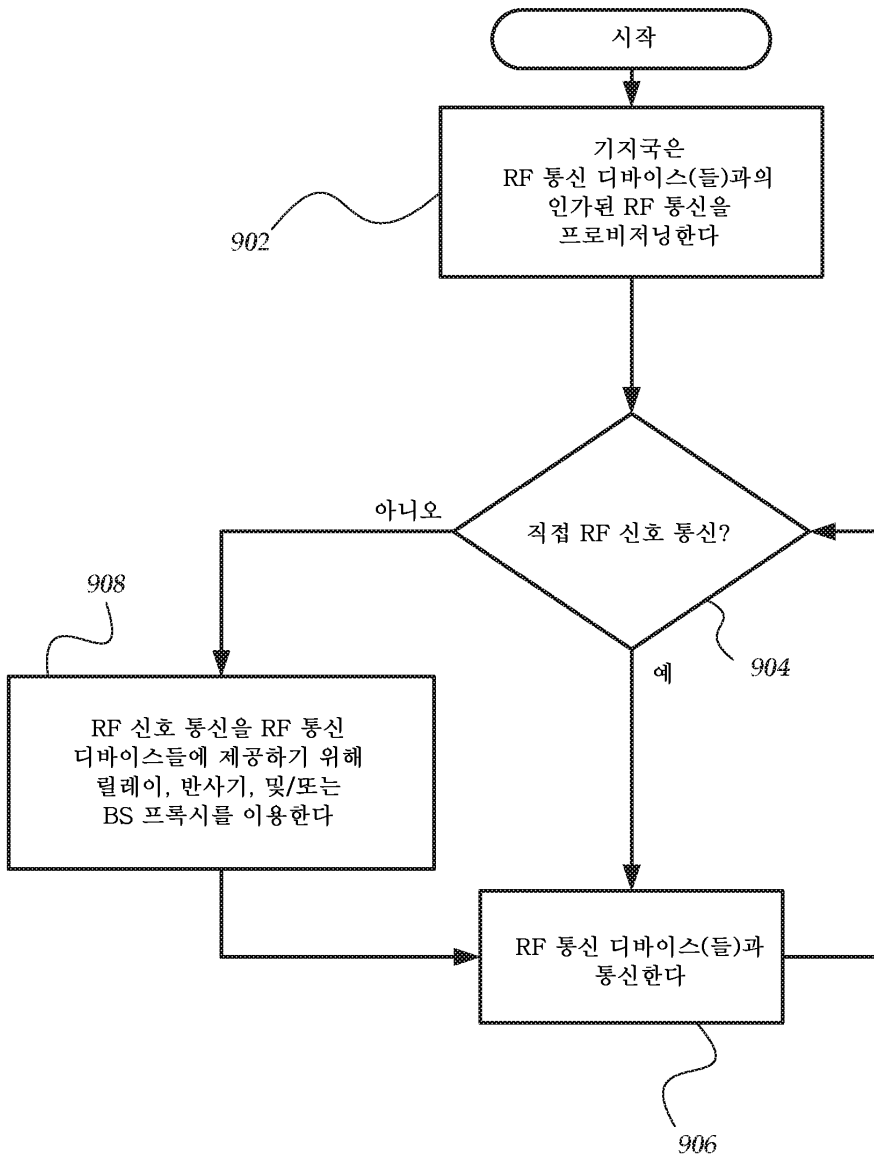 시작
기지국은
RF 통신 디바이스(들)과의
인가된 RF 통신을
프로비저닝한다
902
아니오
직접 RF 신호 통신?
904
예
908
RF 신호 통신을 RF 통신
디바이스들에 제공하기 위해
릴레이, 반사기, 및/또는
BS 프록시를 이용한다
RF 통신 디바이스(들)과
통신한다
906